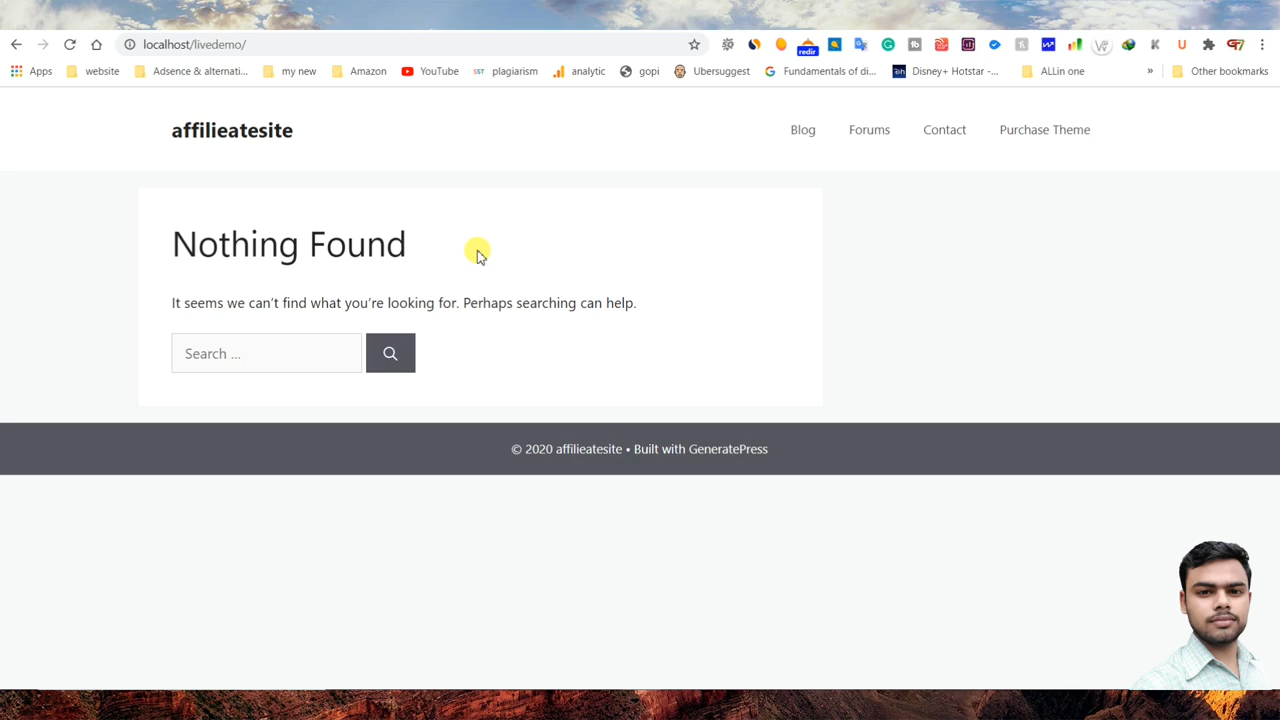 localhost/livedemo/
redir
Apps
website
Adsence & alternati...
my new
Amazon
YouTube
SST plagiarism
analytic
gopi
Ubersuggest
Fundamentals of di...
Disney+ Hotstar -...
ALLin one
»
Other bookmarks
affilieatesite
Blog
Forums
Contact
Purchase Theme
Nothing Found
It seems we can’t find what you’re looking for. Perhaps searching can help.
Search ...
© 2020 affilieatesite • Built with GeneratePress